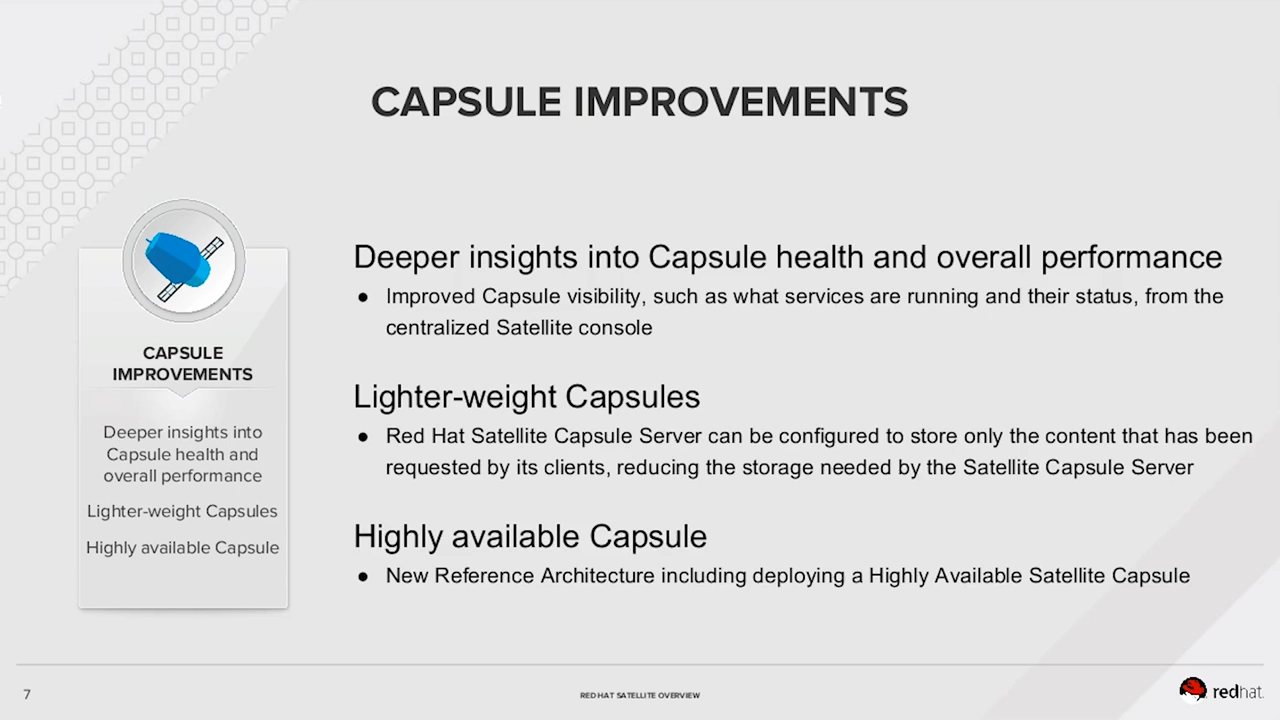 CAPSULE IMPROVEMENTS
CAPSULE
IMPROVEMENTS
Deeper insights into
Capsule health and
overall performance
Lighter-weight Capsules
Highly available Capsule
Deeper insights into Capsule health and overall performance
● Improved Capsule visibility, such as what services are running and their status, from the
centralized Satellite console
Lighter-weight Capsules
● Red Hat Satellite Capsule Server can be configured to store only the content that has been
requested by its clients, reducing the storage needed by the Satellite Capsule Server
Highly available Capsule
● New Reference Architecture including deploying a Highly Available Satellite Capsule
7
RED HAT SATELLITE OVERVIEW
redhat.